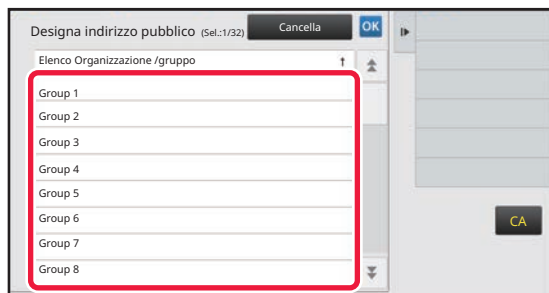 Designa indirizzo pubblico (Sel.:1/32) Cancella OK
Elenco Organizzazione /gruppo
Group 1
Group 2
Group 3
Group 4
Group 5
Group 6
CA
Group 7
Group 8